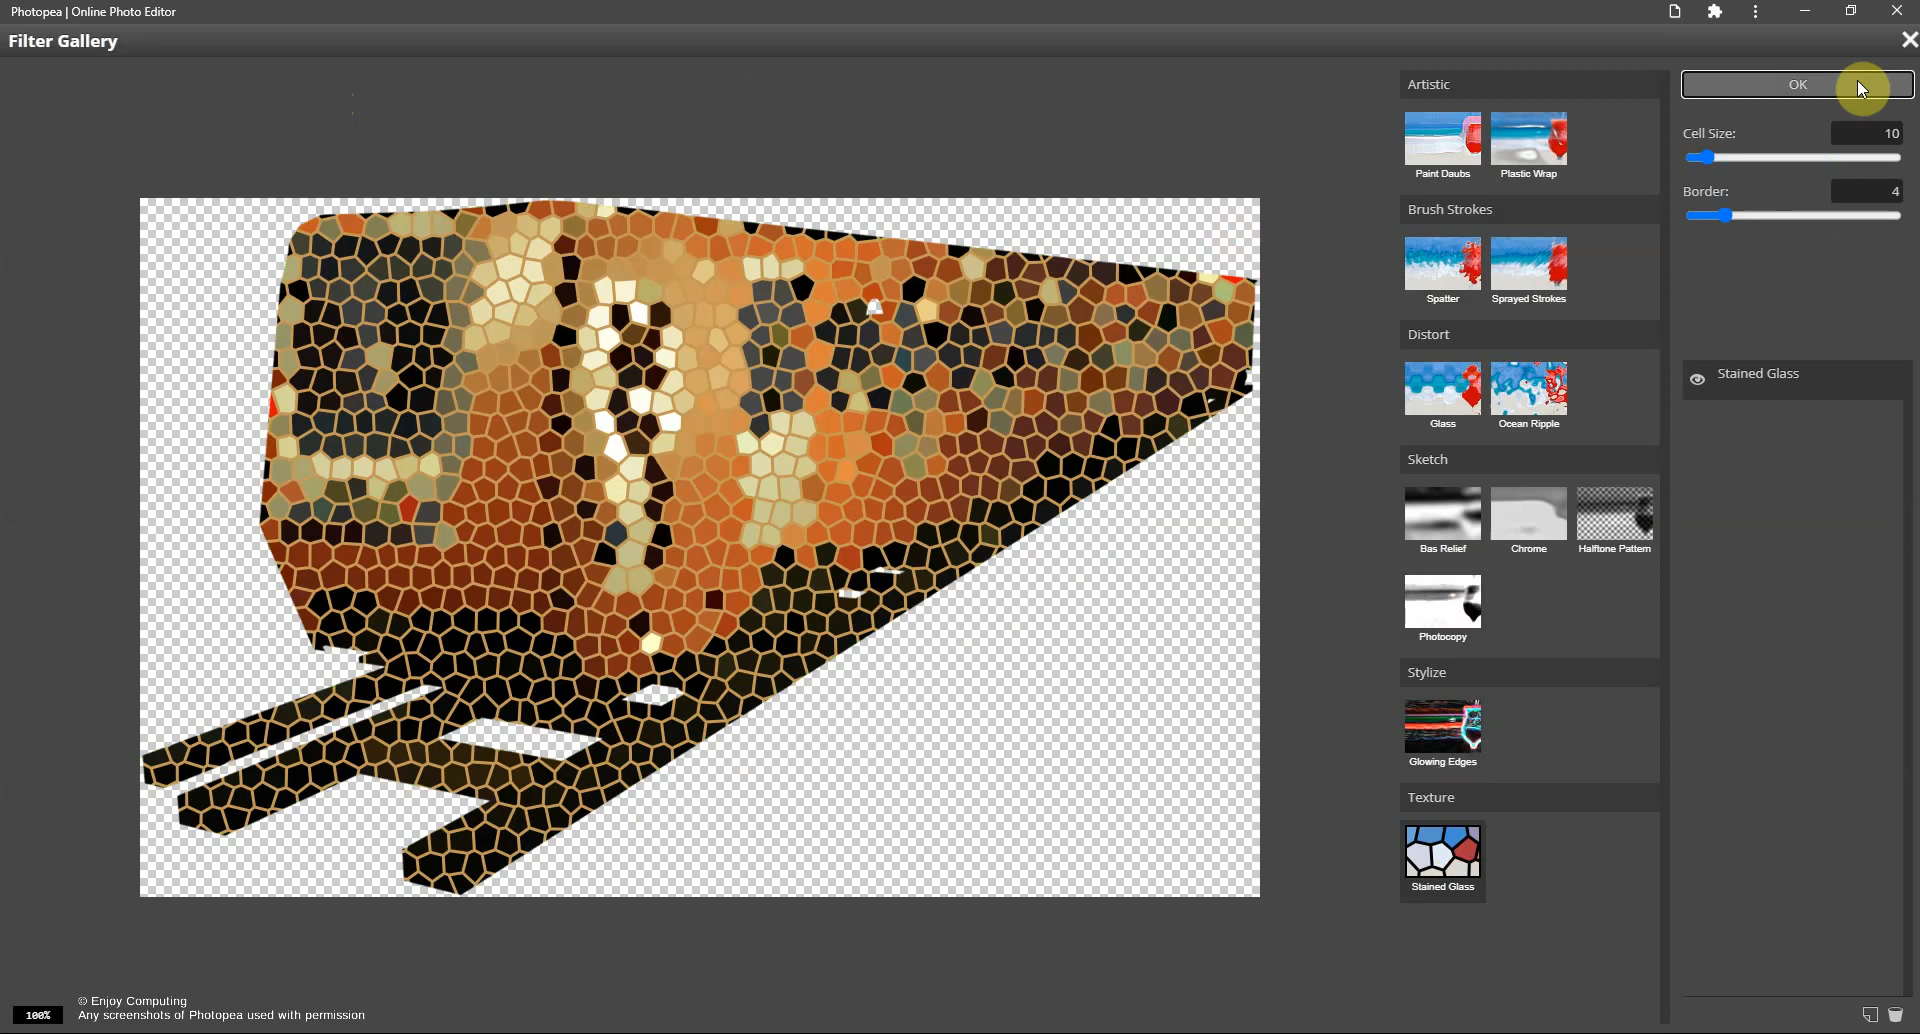 Photopea | Online Photo Editor
Filter Gallery
Artistic
Paint Daubs
Plastic Wrap
Brush Strokes
Spatter
Sprayed Strokes
Distort
Glass
Ocean Ripple
Sketch
Bas Relief
Chrome
Halftone Pattern
Photocopy
Stylize
Glowing Edges
Texture
Stained Glass
OK
Cell Size: 10
Border: 4
Stained Glass
100%
© Enjoy Computing
Any screenshots of Photopea used with permission